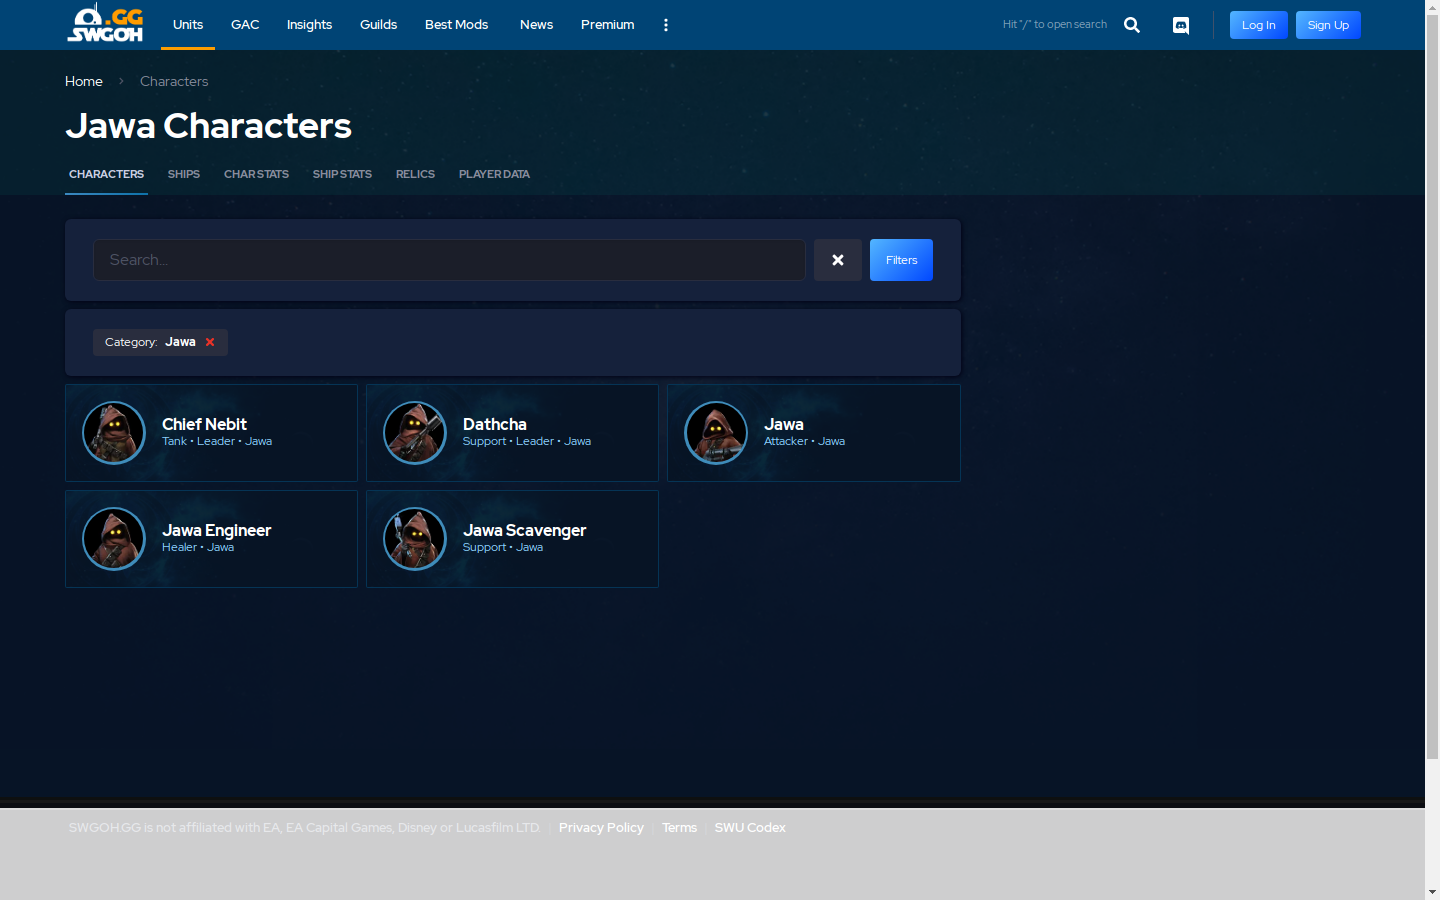 .GG
SWGOH
Units
GAC
Insights
Guilds
Best Mods
News
Premium
Hit "/" to open search
Log In
Sign Up
Home
Characters
Jawa Characters
CHARACTERS
SHIPS
CHAR STATS
SHIP STATS
RELICS
PLAYER DATA
Search...
Filters
Category: Jawa
Chief Nebit
Tank • Leader • Jawa
Dathcha
Support • Leader • Jawa
Jawa
Attacker • Jawa
Jawa Engineer
Healer • Jawa
Jawa Scavenger
Support • Jawa
SWGOH.GG is not affiliated with EA, EA Capital Games, Disney or Lucasfilm LTD. | Privacy Policy | Terms | SWU Codex